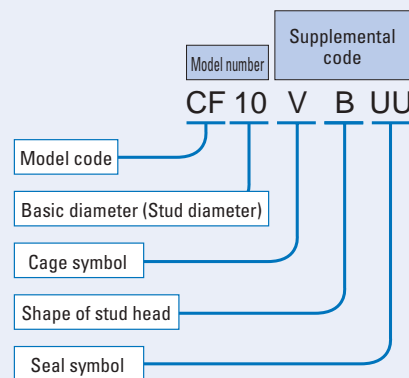 Supplemental
code
Model number
CF 10 V B UU
Model code
Basic diameter (Stud diameter)
Cage symbol
Shape of stud head
Seal symbol